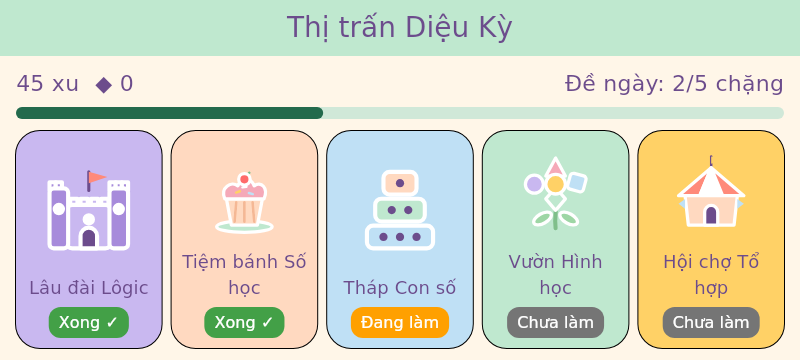 Thị trấn Diệu Kỳ
45 xu ◆ 0
Đề ngày: 2/5 chặng
Lâu đài Lôgic
Xong ✓
Tiệm bánh Số
học
Xong ✓
Tháp Con số
Đang làm
Vườn Hình
học
Chưa làm
Hội chợ Tổ
hợp
Chưa làm